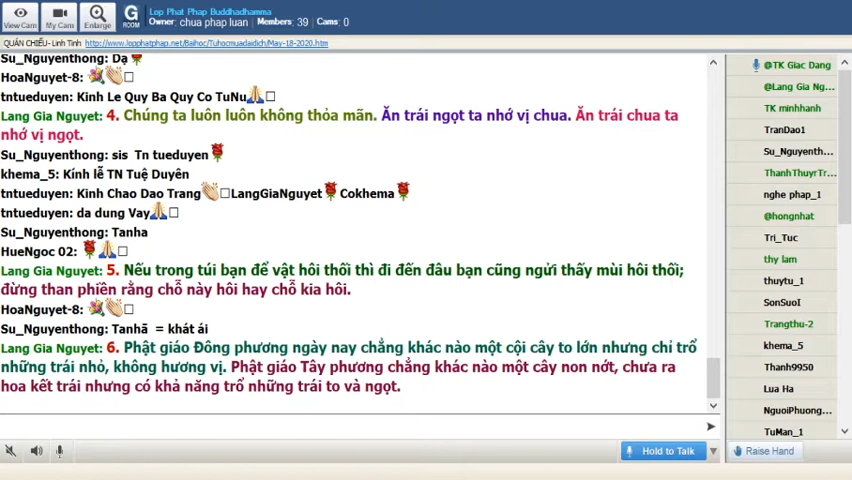 View Cam
My Cam
Enlarge
G
ROOM
Lop Phat Phap Buddhadhamma
Owner: chua phap luan Members: 39 Cams: 0
QUÁN CHIẾU- Linh Tinh http://www.lopphatphap.net/Baihoc/Tuhocmuadaidich/May-18-2020.htm
Su_Nguyenthong: Dạ
HoaNguyet-8:
tntueduyen: Kinh Le Quy Ba Quy Co TuNu
Lang Gia Nguyet: 4. Chúng ta luôn luôn không thỏa mãn. Ăn trái ngọt ta nhớ vị chua. Ăn trái chua ta
nhớ vị ngọt.
Su_Nguyenthong: sis Tn tueduyen
khema_5: Kính lễ TN Tuệ Duyên
tntueduyen: Kinh Chao Dao Trang LangGiaNguyet Cokhema
tntueduyen: da dung Vay
Su_Nguyenthong: Tanha
HueNgoc 02:
Lang Gia Nguyet: 5. Nếu trong túi bạn để vật hôi thối thì đi đến đâu bạn cũng ngửi thấy mùi hôi thối;
đừng than phiền rằng chỗ này hôi hay chỗ kia hôi.
HoaNguyet-8:
Su_Nguyenthong: Tanhã = khát ái
Lang Gia Nguyet: 6. Phật giáo Đông phương ngày nay chẳng khác nào một cội cây to lớn nhưng chỉ trổ
những trái nhỏ, không hương vị. Phật giáo Tây phương chẳng khác nào một cây non nớt, chưa ra
hoa kết trái nhưng có khả năng trổ những trái to và ngọt.
Hold to Talk
@TK Giac Dang
@Lang Gia Ng...
TK minhhanh
TranDao1
Su_Nguyenth...
ThanhThuyrTr...
nghe phap_1
@hongnhat
Tri_Tuc
thy lam
thuytu_1
SonSuoI
Trangthu-2
khema_5
Thanh9950
Lua Ha
NguoiPhuong...
TuMan_1
Raise Hand